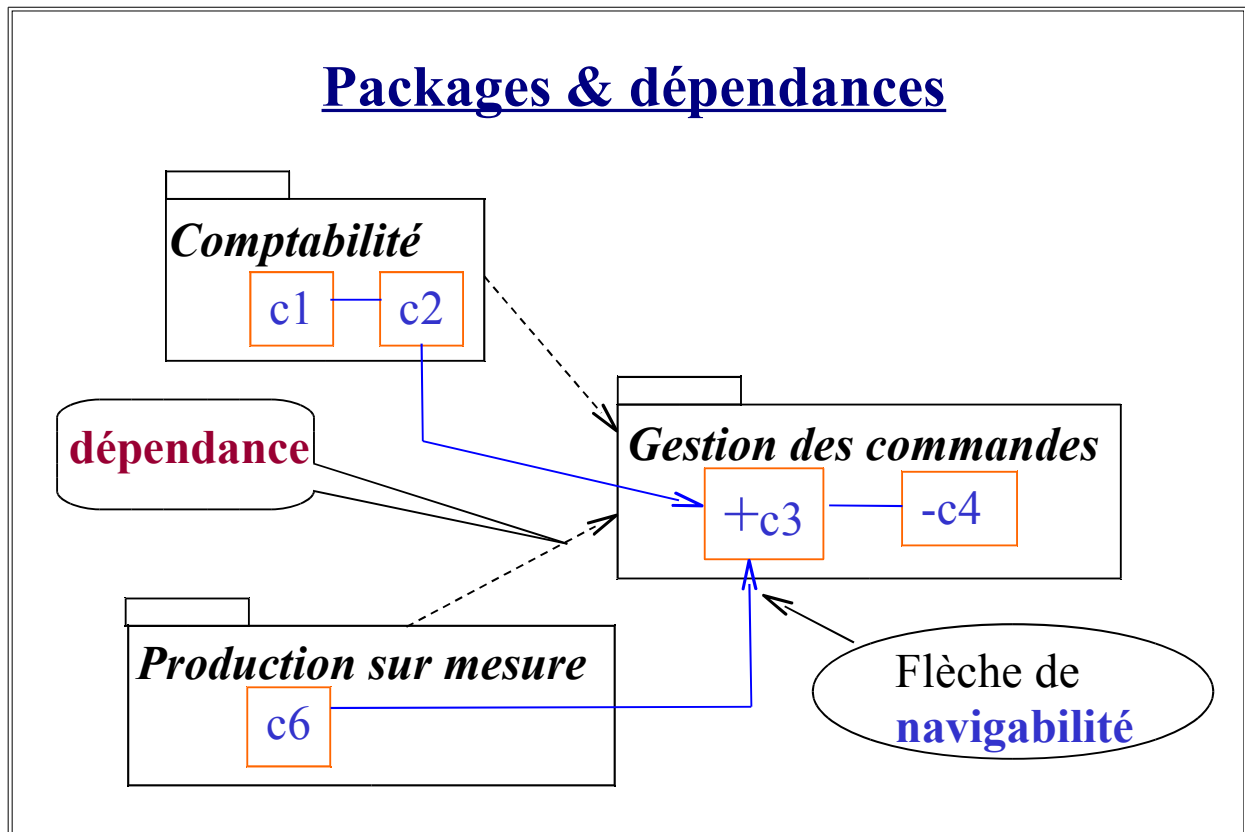 Packages & dépendances
Comptabilité
c1
c2
dépendance
Gestion des commandes
+c3
-c4
Production sur mesure
c6
Flèche de
navigabilité